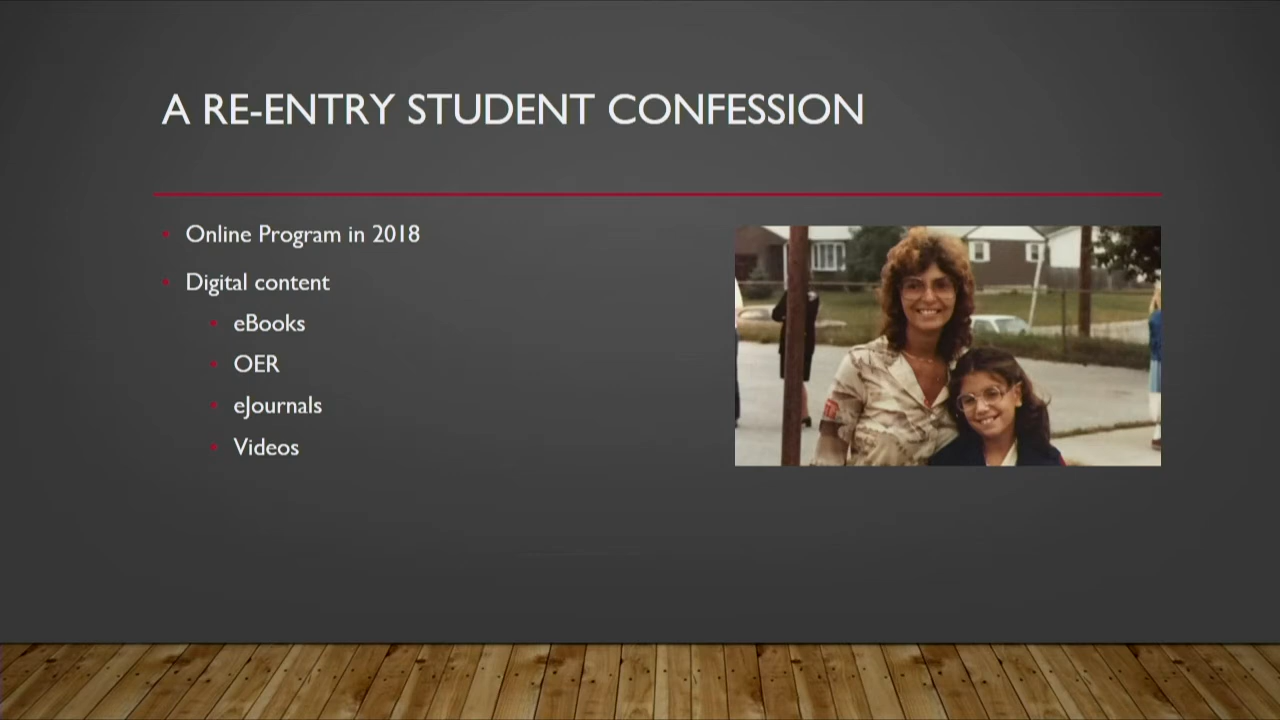 A RE-ENTRY STUDENT CONFESSION
Online Program in 2018
Digital content
eBooks
OER
eJournals
Videos